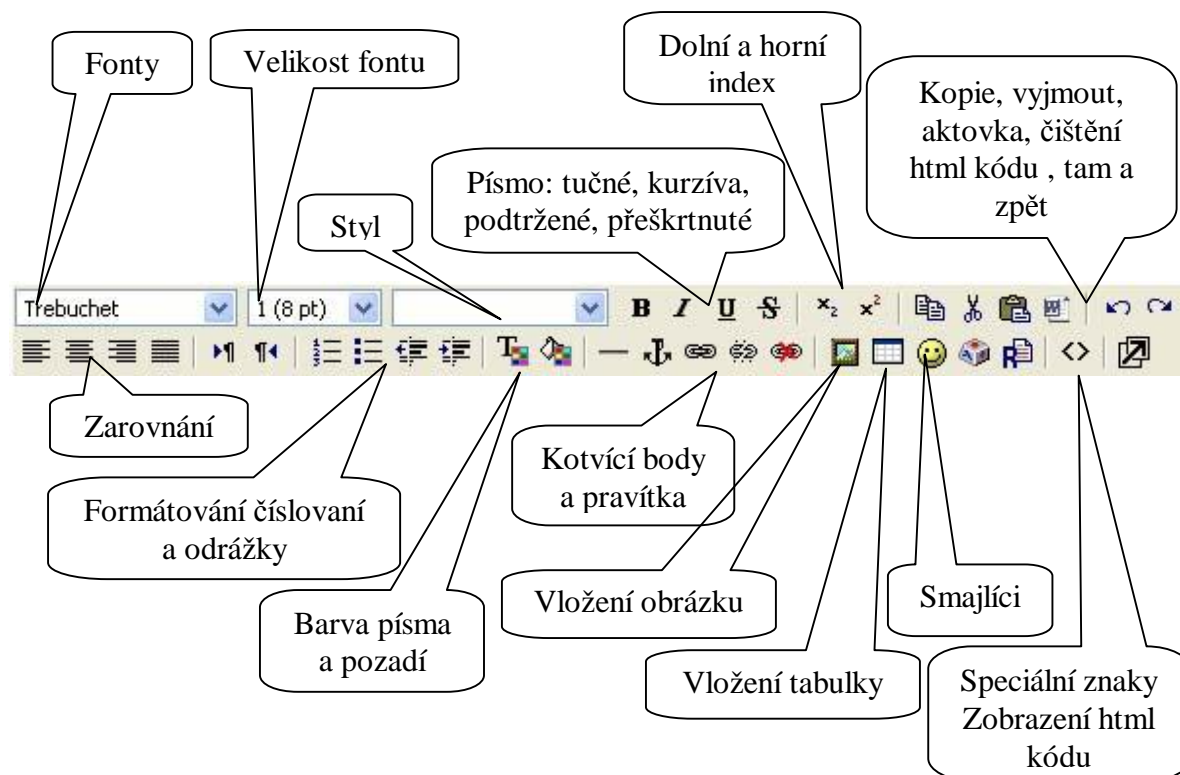 Fonty
Velikost fontu
Dolní a horní
index
Kopie, vyjmout,
aktovka, čištění
html kódu , tam a
zpět
Písmo: tučné, kurzíva,
podtržené, přeškrtnuté
Styl
Trebuchet
1 (8 pt)
B I U S x₂ x²
Zarovnání
Kotvící body
a pravítka
Formátování číslovaní
a odrážky
Vložení obrázku
Smajlíci
Barva písma
a pozadí
Vložení tabulky
Speciální znaky
Zobrazení html
kódu